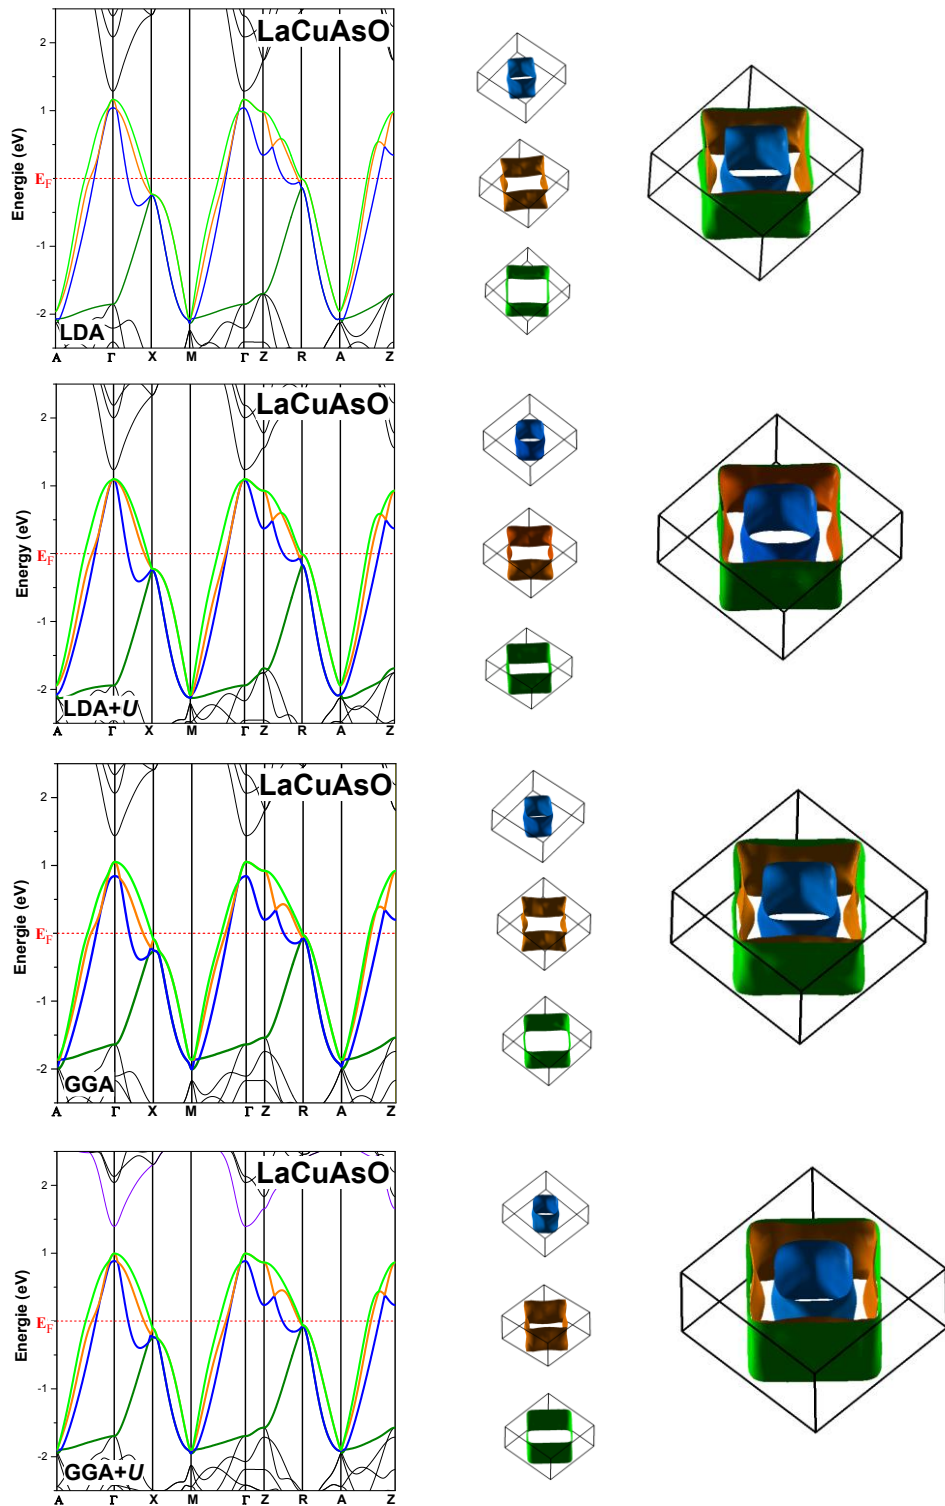 LaCuAsO
2
1
Energie (eV)
EF
-1
-2
LDA
A Γ X M Γ Z R A Z
LaCuAsO
2
1
Energy (eV)
EF
-1
-2
LDA+U
A Γ X M Γ Z R A Z
LaCuAsO
2
1
Energie (eV)
EF
-1
-2
GGA
A Γ X M Γ Z R A Z
LaCuAsO
2
1
Energie (eV)
EF
-1
-2
GGA+U
A Γ X M Γ Z R A Z